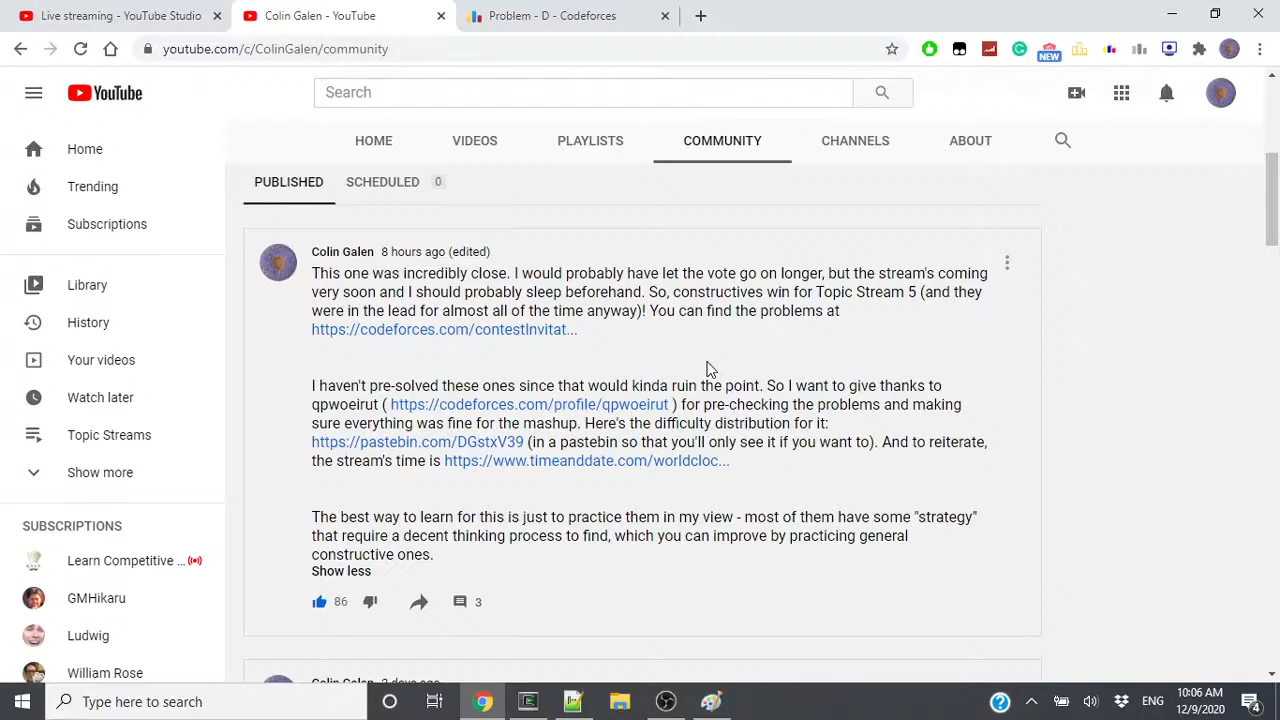 Live streaming - YouTube Studio
Colin Galen - YouTube
Problem - D - Codeforces
youtube.com/c/ColinGalen/community
NEW
YouTube
Search
HOME VIDEOS PLAYLISTS COMMUNITY CHANNELS ABOUT
Home
Trending
Subscriptions
Library
History
Your videos
Watch later
Topic Streams
Show more
SUBSCRIPTIONS
Learn Competitive ...
GMHikaru
Ludwig
William Rose
PUBLISHED SCHEDULED 0
Colin Galen 8 hours ago (edited)
This one was incredibly close. I would probably have let the vote go on longer, but the stream's coming
very soon and I should probably sleep beforehand. So, constructives win for Topic Stream 5 (and they
were in the lead for almost all of the time anyway)! You can find the problems at
https://codeforces.com/contestInvitat...
I haven't pre-solved these ones since that would kinda ruin the point. So I want to give thanks to
qpwoeirut ( https://codeforces.com/profile/qpwoeirut ) for pre-checking the problems and making
sure everything was fine for the mashup. Here's the difficulty distribution for it:
https://pastebin.com/DGstxV39 (in a pastebin so that you'll only see it if you want to). And to reiterate,
the stream's time is https://www.timeanddate.com/worldcloc...
The best way to learn for this is just to practice them in my view - most of them have some "strategy"
that require a decent thinking process to find, which you can improve by practicing general
constructive ones.
Show less
86 3
Colin Galen 3 days ago
Type here to search
ENG
10:06 AM
12/9/2020
4